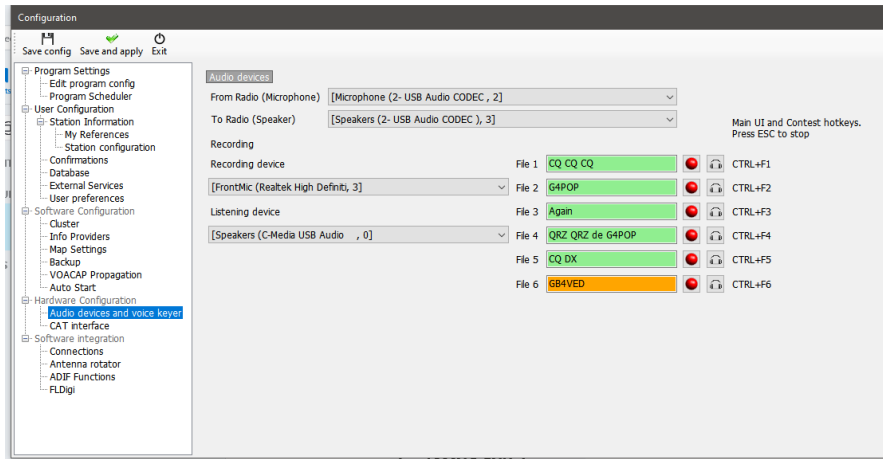 Configuration
Save config Save and apply Exit
Program Settings
Edit program config
Program Scheduler
User Configuration
Station Information
My References
Station configuration
Confirmations
Database
External Services
User preferences
Software Configuration
Cluster
Info Providers
Map Settings
Backup
VOACAP Propagation
Auto Start
Hardware Configuration
Audio devices and voice keyer
CAT interface
Software integration
Connections
Antenna rotator
ADIF Functions
FLDigi
Audio devices
From Radio (Microphone) [Microphone (2- USB Audio CODEC , 2]
To Radio (Speaker) [Speakers (2- USB Audio CODEC ), 3]
Main UI and Contest hotkeys.
Press ESC to stop
Recording
Recording device
[FrontMic (Realtek High Definiti, 3]
Listening device
[Speakers (C-Media USB Audio , 0]
File 1 CQ CQ CQ CTRL+F1
File 2 G4POP CTRL+F2
File 3 Again CTRL+F3
File 4 QRZ QRZ de G4POP CTRL+F4
File 5 CQ DX CTRL+F5
File 6 GB4VED CTRL+F6